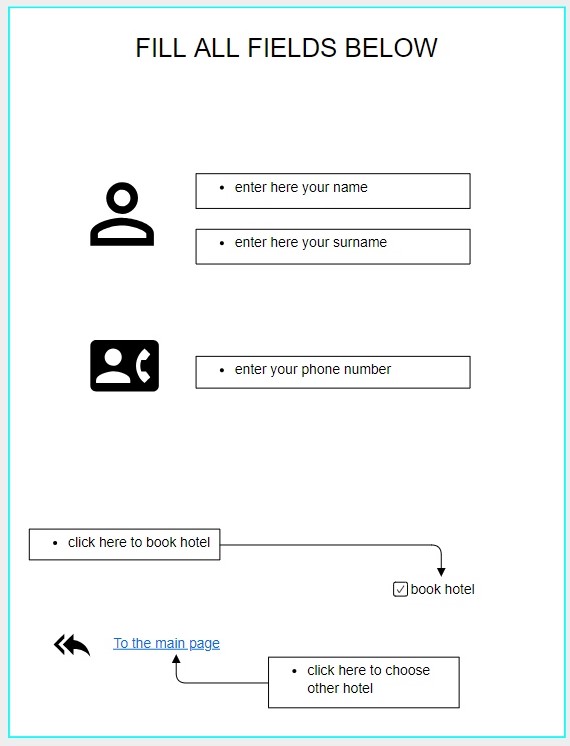 FILL ALL FIELDS BELOW
• enter here your name
• enter here your surname
• enter your phone number
• click here to book hotel
book hotel
To the main page
• click here to choose
other hotel